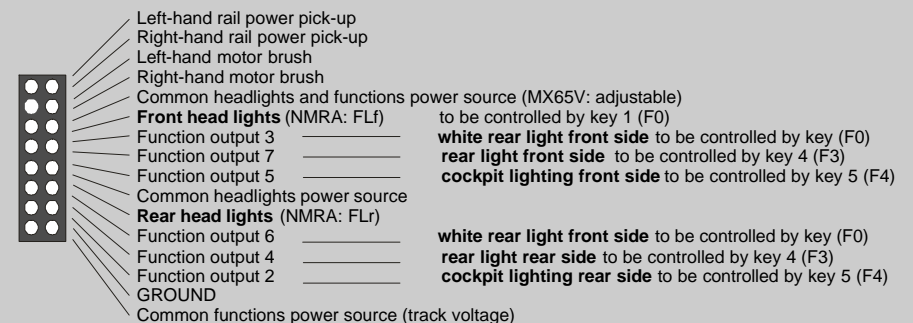 Left-hand rail power pick-up
Right-hand rail power pick-up
Left-hand motor brush
Right-hand motor brush
Common headlights and functions power source (MX65V: adjustable)
Front head lights (NMRA: FLf) to be controlled by key 1 (F0)
Function output 3 white rear light front side to be controlled by key (F0)
Function output 7 rear light front side to be controlled by key 4 (F3)
Function output 5 cockpit lighting front side to be controlled by key 5 (F4)
Common headlights power source
Rear head lights (NMRA: FLr)
Function output 6 white rear light front side to be controlled by key (F0)
Function output 4 rear light rear side to be controlled by key 4 (F3)
Function output 2 cockpit lighting rear side to be controlled by key 5 (F4)
GROUND
Common functions power source (track voltage)